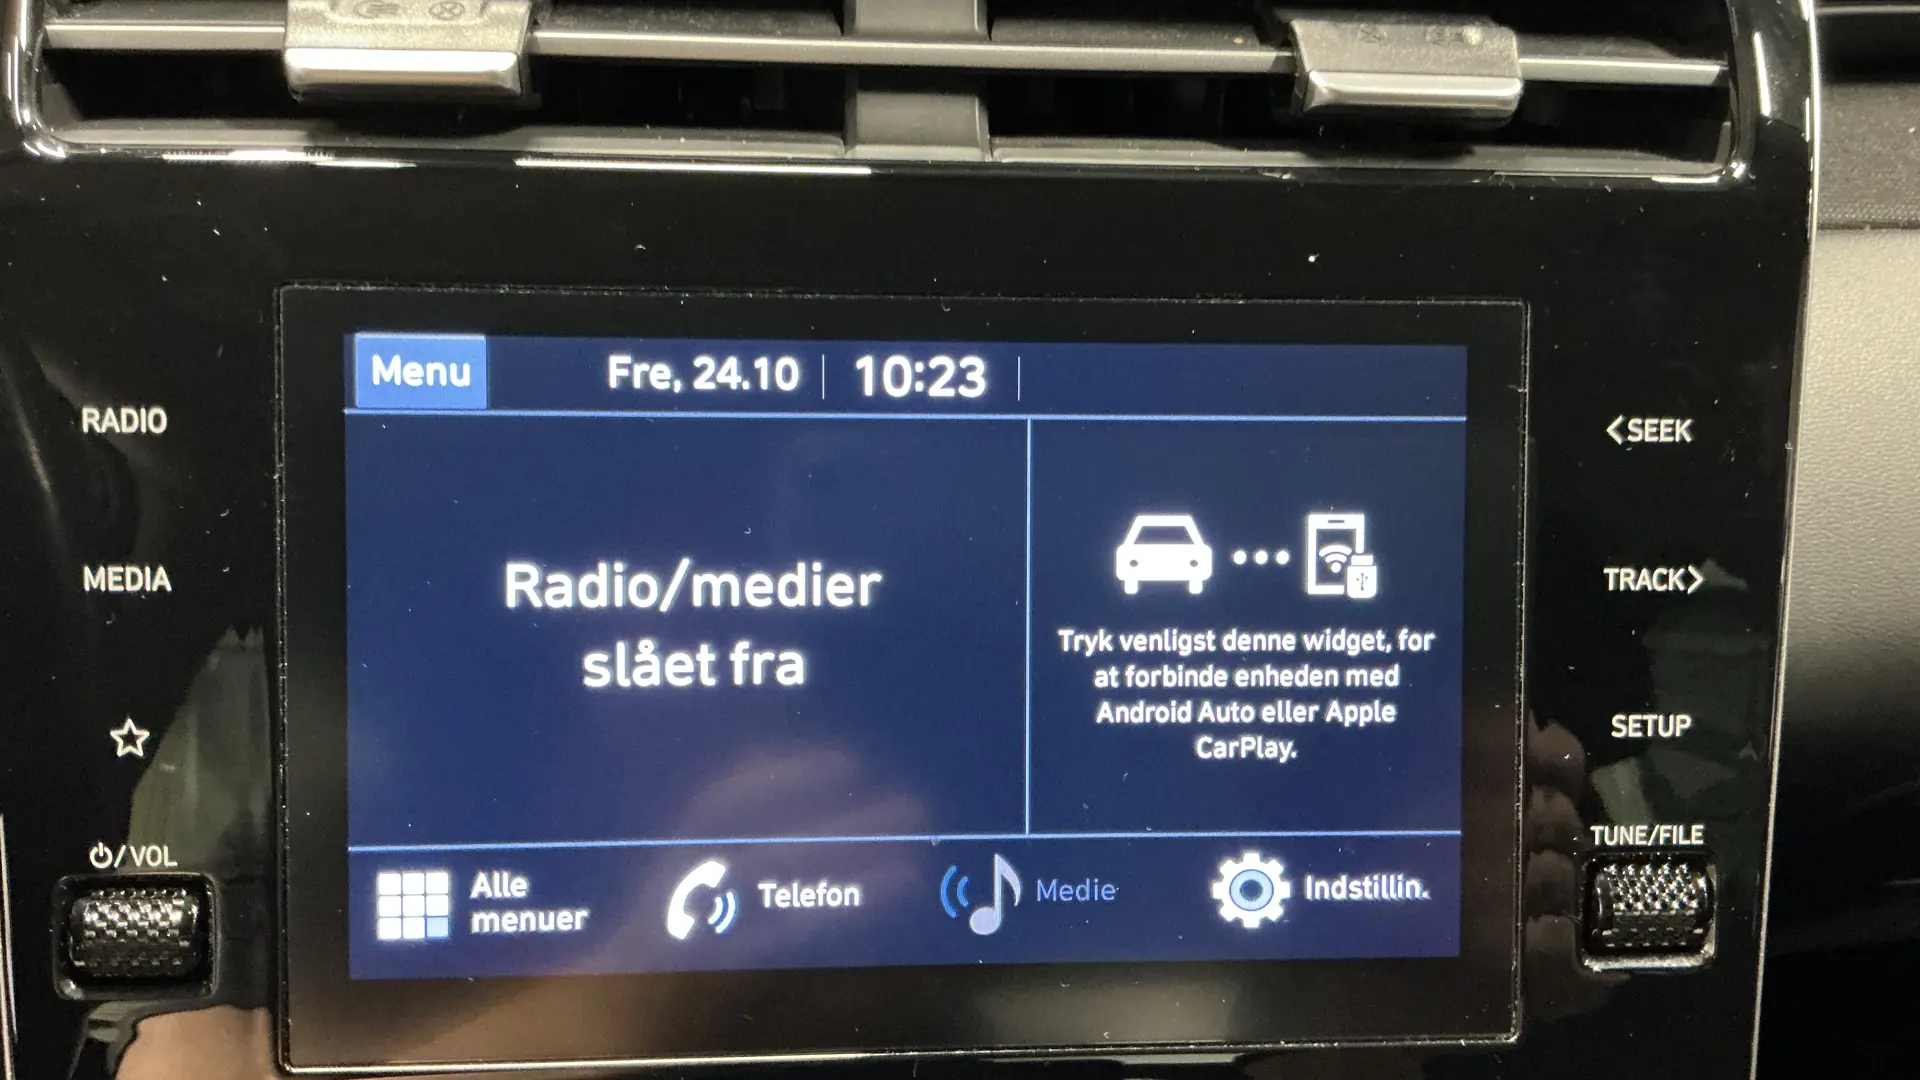 Menu
Fre, 24.10
10:23
RADIO
MEDIA
/VOL
Radio/medier
slået fra
Tryk venligst denne widget, for
at forbinde enheden med
Android Auto eller Apple
CarPlay.
Alle
menuer
Telefon
Medie
Indstillin.
<SEEK
TRACK>
SETUP
TUNE/FILE